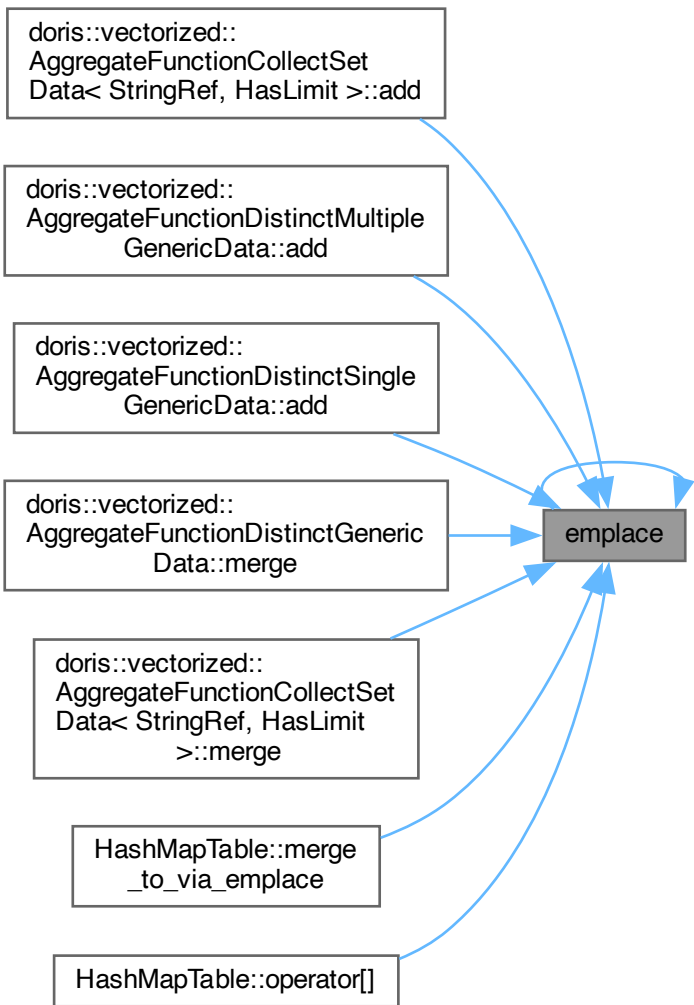 doris::vectorized::
AggregateFunctionCollectSet
Data< StringRef, HasLimit >::add
doris::vectorized::
AggregateFunctionDistinctMultiple
GenericData::add
doris::vectorized::
AggregateFunctionDistinctSingle
GenericData::add
doris::vectorized::
AggregateFunctionDistinctGeneric
Data::merge
emplace
doris::vectorized::
AggregateFunctionCollectSet
Data< StringRef, HasLimit
>::merge
HashMapTable::merge
_to_via_emplace
HashMapTable::operator[]